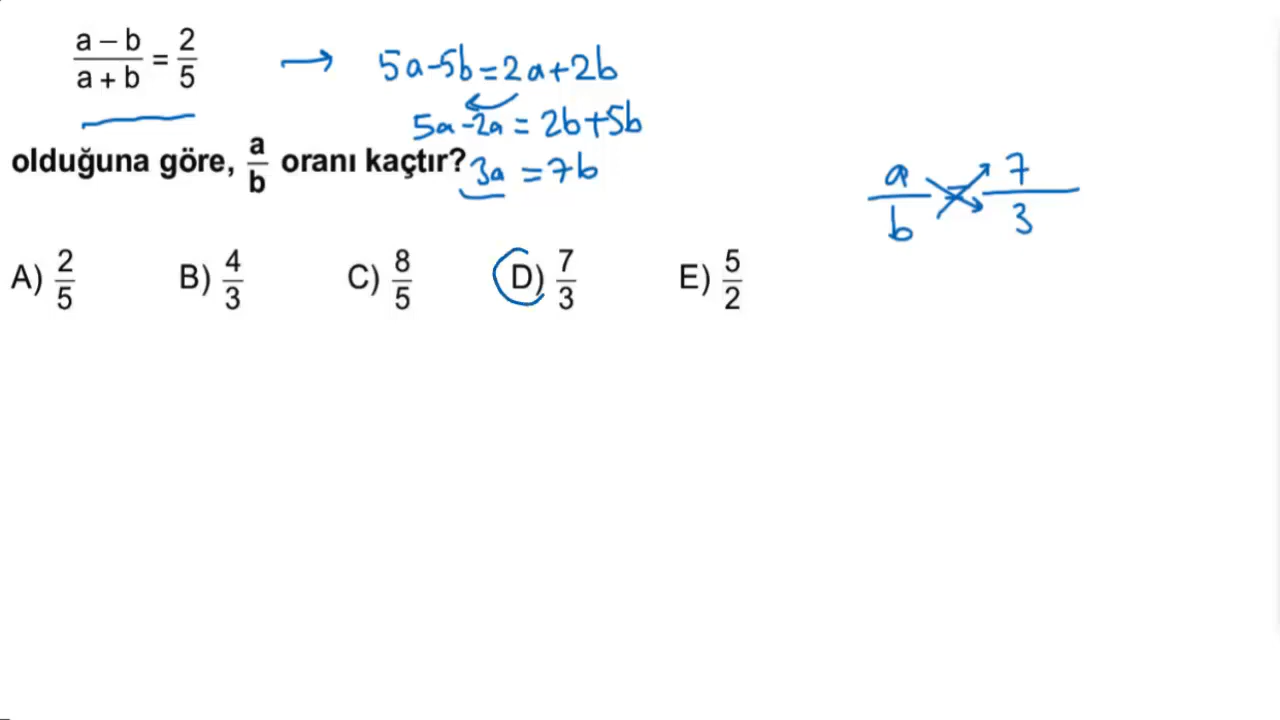 a – b / a + b = 2 / 5 → 5a - 5b = 2a + 2b
5a - 2a = 2b + 5b
olduğuna göre, a / b oranı kaçtır? 3a = 7b
a / b = 7 / 3
A) 2 / 5 B) 4 / 3 C) 8 / 5 D) 7 / 3 E) 5 / 2